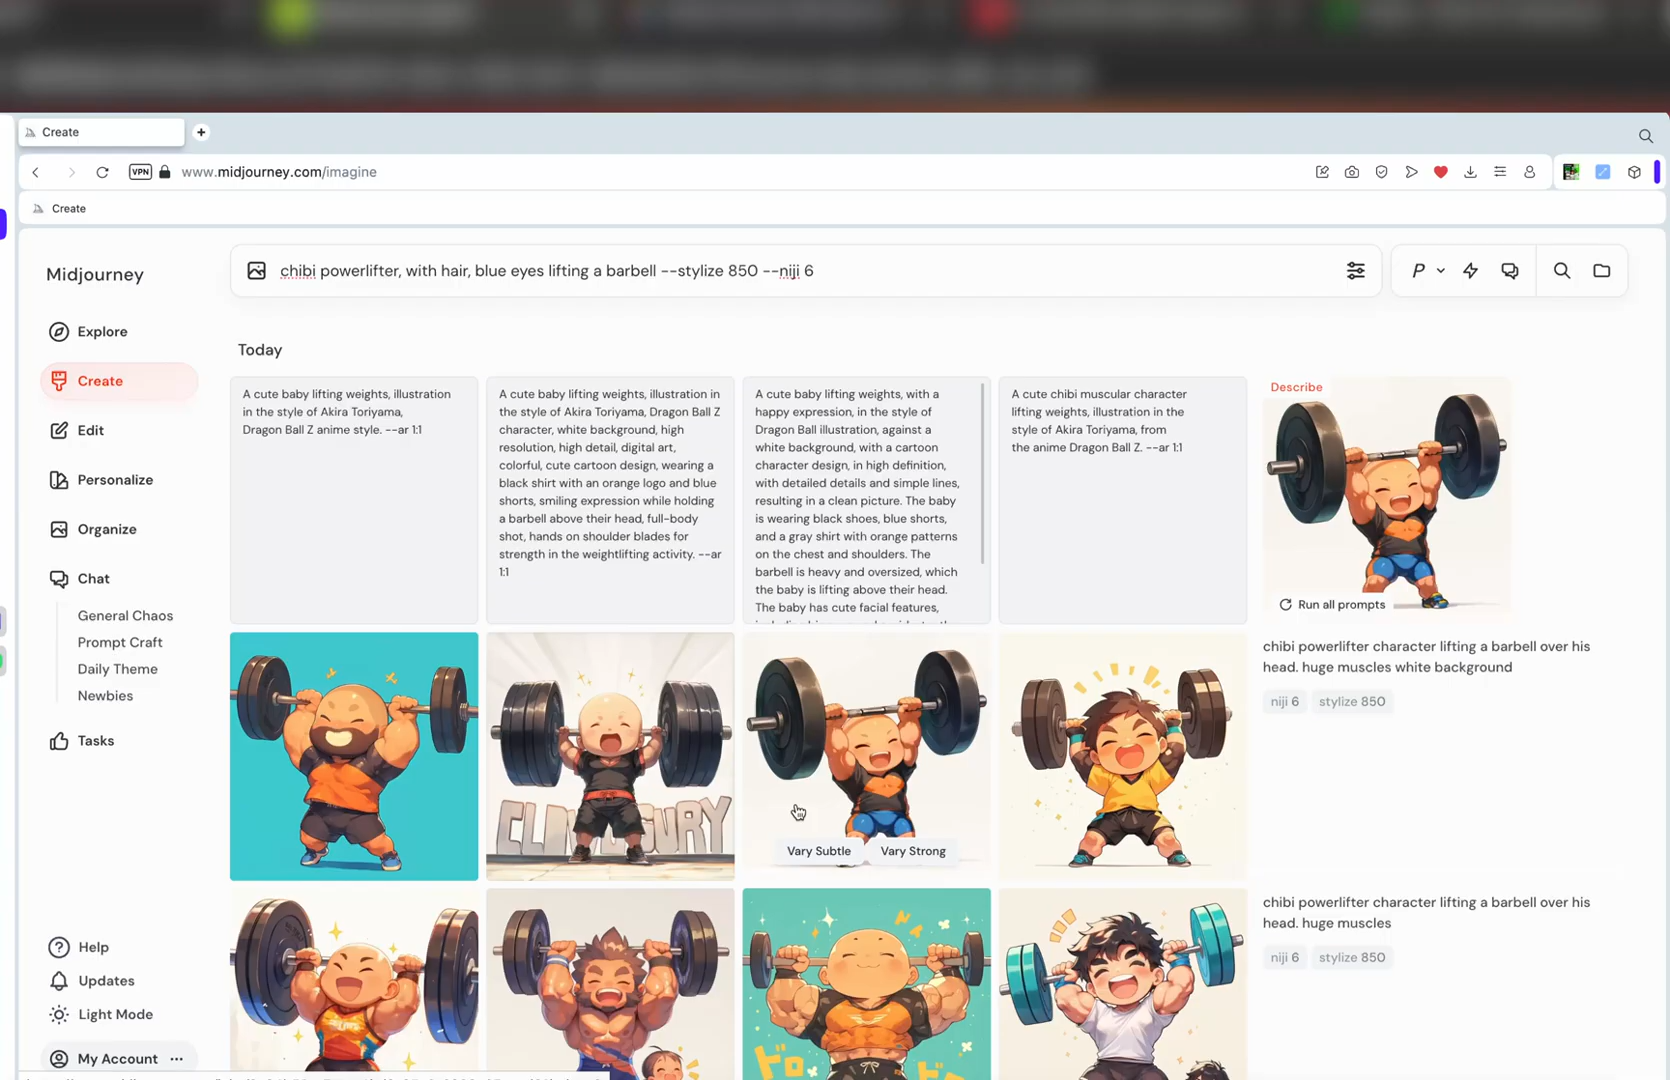 Create
VPN
www.midjourney.com/imagine
Create
Midjourney
chibi powerlifter, with hair, blue eyes lifting a barbell --stylize 850 --niji 6
P
Explore
Create
Edit
Personalize
Organize
Chat
General Chaos
Prompt Craft
Daily Theme
Newbies
Tasks
Help
Updates
Light Mode
My Account
Today
A cute baby lifting weights, illustration
in the style of Akira Toriyama,
Dragon Ball Z anime style. --ar 1:1
A cute baby lifting weights, illustration in
the style of Akira Toriyama, Dragon Ball Z
character, white background, high
resolution, high detail, digital art,
colorful, cute cartoon design, wearing a
black shirt with an orange logo and blue
shorts, smiling expression while holding
a barbell above their head, full-body
shot, hands on shoulder blades for
strength in the weightlifting activity. --ar
1:1
A cute baby lifting weights, with a
happy expression, in the style of
Dragon Ball illustration, against a
white background, with a cartoon
character design, in high definition,
with detailed details and simple lines,
resulting in a clean picture. The baby
is wearing black shoes, blue shorts,
and a gray shirt with orange patterns
on the chest and shoulders. The
barbell is heavy and oversized, which
the baby is lifting above their head.
The baby has cute facial features,
A cute chibi muscular character
lifting weights, illustration in the
style of Akira Toriyama, from
the anime Dragon Ball Z. --ar 1:1
Describe
Run all prompts
Vary Subtle
Vary Strong
chibi powerlifter character lifting a barbell over his
head. huge muscles white background
niji 6
stylize 850
chibi powerlifter character lifting a barbell over his
head. huge muscles
niji 6
stylize 850
ドロ